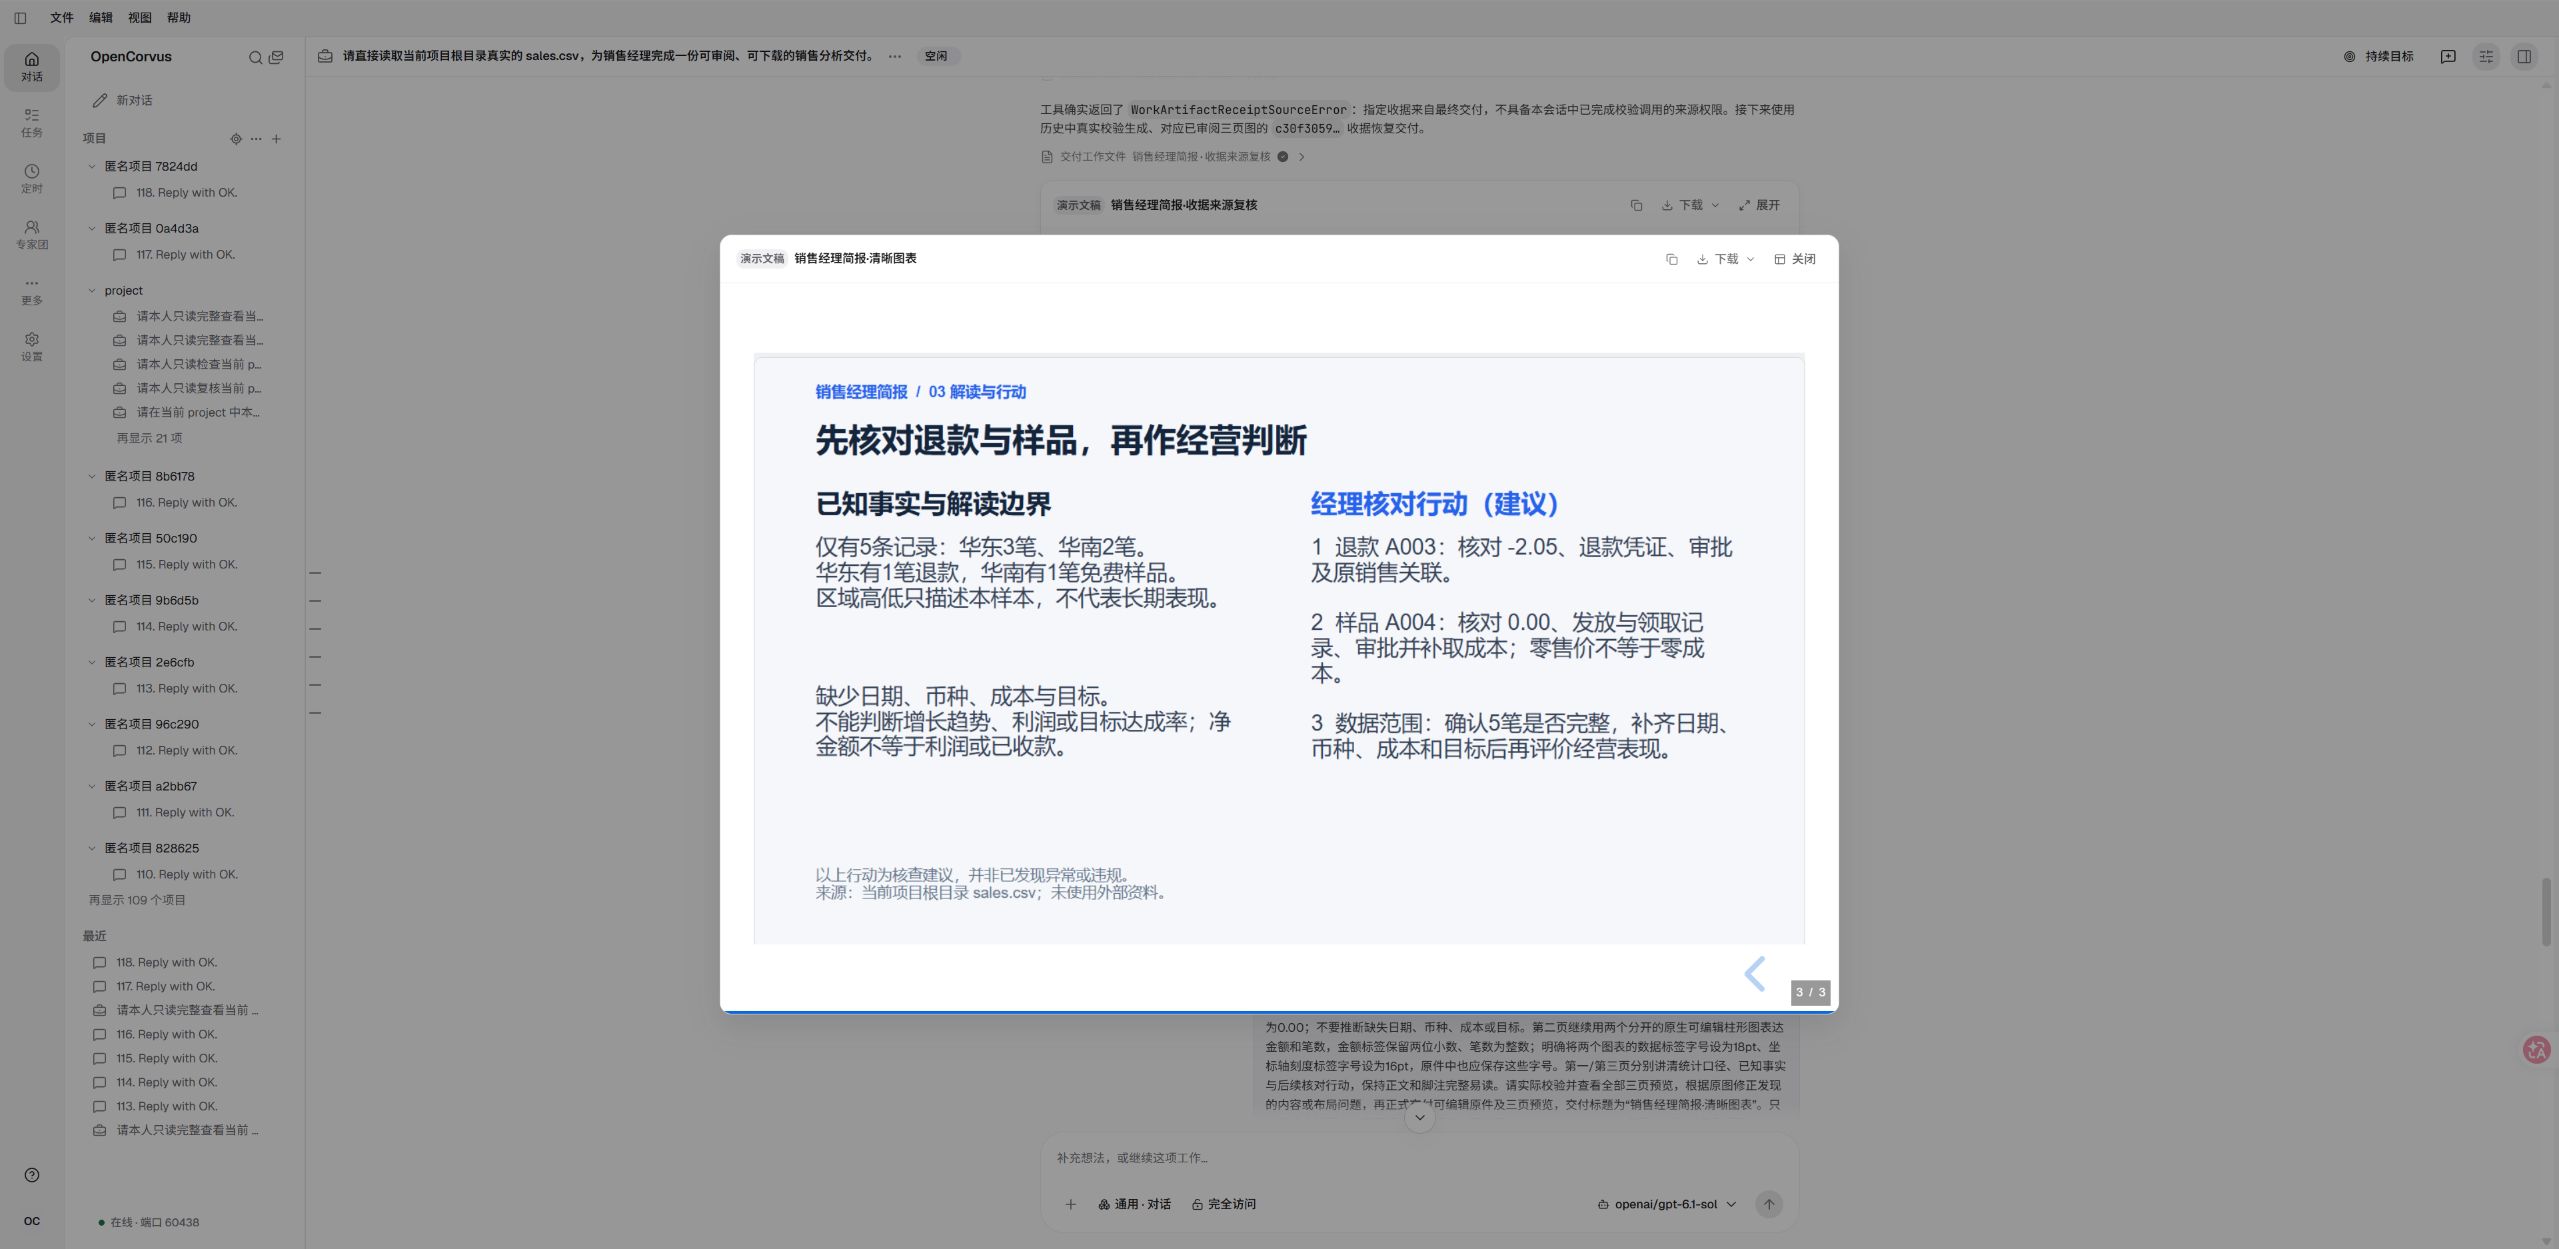 文件 编辑 视图 帮助
OpenCorvus
请直接读取当前项目根目录真实的 sales.csv，为销售经理完成一份可审阅、可下载的销售分析交付。 ··· 空闲
持续目标
对话
任务
定时
专家团
更多
设置
OC
新对话
项目
匿名项目 7824dd
118. Reply with OK.
匿名项目 0a4d3a
117. Reply with OK.
project
请本人只读完整查看当...
请本人只读完整查看当...
请本人只读检查当前 p...
请本人只读复核当前 p...
请在当前 project 中本...
再显示 21 项
匿名项目 8b6178
116. Reply with OK.
匿名项目 50c190
115. Reply with OK.
匿名项目 9b6d5b
114. Reply with OK.
匿名项目 2e6cfb
113. Reply with OK.
匿名项目 96c290
112. Reply with OK.
匿名项目 a2bb67
111. Reply with OK.
匿名项目 828625
110. Reply with OK.
再显示 109 个项目
最近
118. Reply with OK.
117. Reply with OK.
请本人只读完整查看当前 ...
116. Reply with OK.
115. Reply with OK.
114. Reply with OK.
113. Reply with OK.
请本人只读完整查看当前 ...
在线 · 端口 60438
工具确实返回了 WorkArtifactReceiptSourceError：指定收据来自最终交付，不具备本会话中已完成校验调用的来源权限。接下来使用
历史中真实校验生成、对应已审阅三页图的 c30f3059… 收据恢复交付。
交付工作文件 销售经理简报·收据来源复核
演示文稿 销售经理简报·收据来源复核
下载
展开
演示文稿 销售经理简报·清晰图表
下载
关闭
销售经理简报 / 03 解读与行动
先核对退款与样品，再作经营判断
已知事实与解读边界
仅有5条记录：华东3笔、华南2笔。
华东有1笔退款，华南有1笔免费样品。
区域高低只描述本样本，不代表长期表现。
缺少日期、币种、成本与目标。
不能判断增长趋势、利润或目标达成率；净
金额不等于利润或已收款。
经理核对行动（建议）
1 退款 A003：核对 -2.05、退款凭证、审批
及原销售关联。
2 样品 A004：核对 0.00、发放与领取记
录、审批并补取成本；零售价不等于零成
本。
3 数据范围：确认5笔是否完整，补齐日期、
币种、成本和目标后再评价经营表现。
以上行动为核查建议，并非已发现异常或违规。
来源：当前项目根目录 sales.csv；未使用外部资料。
3 / 3
为0.00；不要推断缺失日期、币种、成本或目标。第二页继续用两个分开的原生可编辑柱形图表达
金额和笔数，金额标签保留两位小数、笔数为整数；明确将两个图表的数据标签字号设为18pt、坐
标轴刻度标签字号设为16pt，原件中也应保存这些字号。第一/第三页分别讲清统计口径、已知事实
与后续核对行动，保持正文和脚注完整易读。请实际校验并查看全部三页预览，根据原图修正发现
的内容或布局问题，再正式交付可编辑原件及三页预览，交付标题为“销售经理简报·清晰图表”。只
补充想法，或继续这项工作…
通用 · 对话
完全访问
openai/gpt-6.1-sol